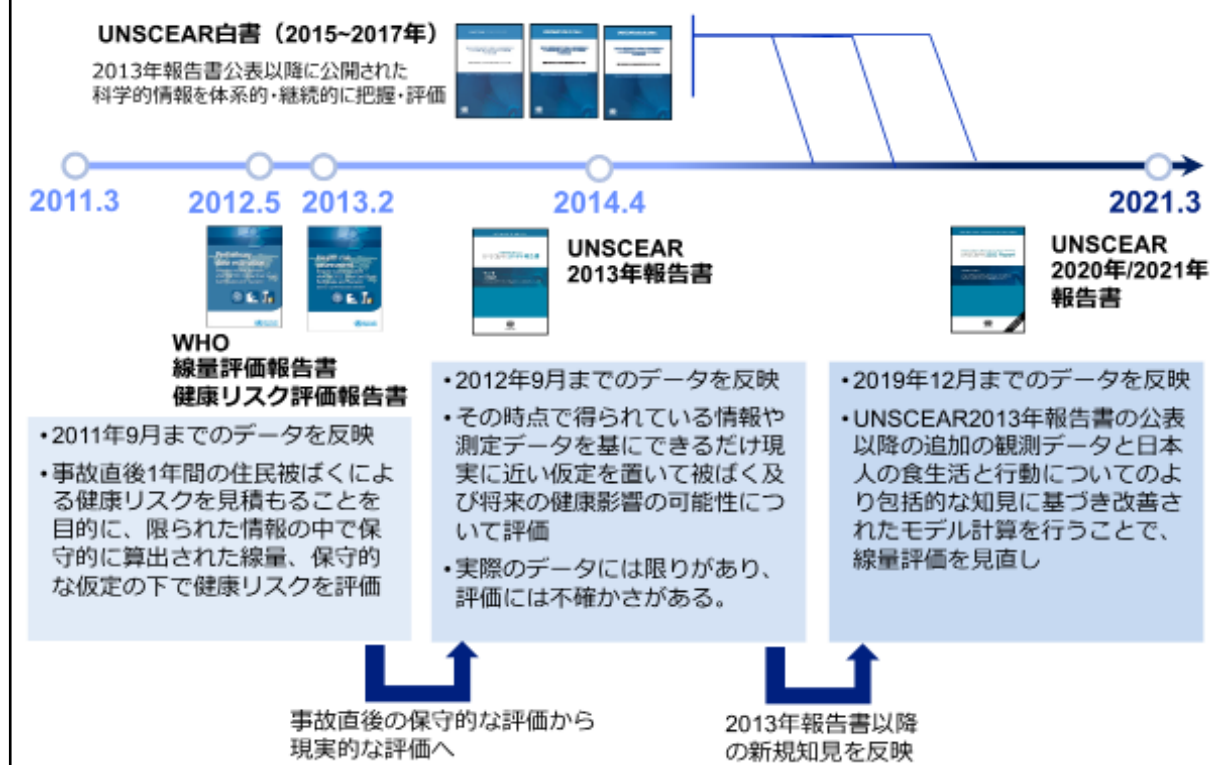 UNSCEAR白書（2015~2017年）
2013年報告書公表以降に公開された
科学的情報を体系的・継続的に把握・評価
2011.3
2012.5
2013.2
2014.4
2021.3
WHO
線量評価報告書
健康リスク評価報告書
UNSCEAR
2013年報告書
UNSCEAR
2020年/2021年
報告書
•2011年9月までのデータを反映
•事故直後1年間の住民被ばくによ
る健康リスクを見積もることを
目的に、限られた情報の中で保
守的に算出された線量、保守的
な仮定の下で健康リスクを評価
•2012年9月までのデータを反映
•その時点で得られている情報や
測定データを基にできるだけ現
実に近い仮定を置いて被ばく及
び将来の健康影響の可能性につ
いて評価
•実際のデータには限りがあり、
評価には不確かさがある。
•2019年12月までのデータを反映
•UNSCEAR2013年報告書の公表
以降の追加の観測データと日本
人の食生活と行動についてのよ
り包括的な知見に基づき改善さ
れたモデル計算を行うことで、
線量評価を見直し
事故直後の保守的な評価から
現実的な評価へ
2013年報告書以降
の新規知見を反映